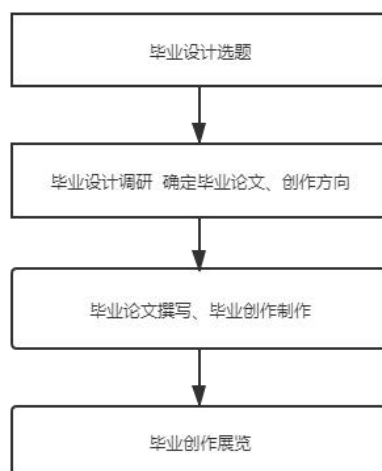 毕业设计选题
毕业设计调研 确定毕业论文、创作方向
毕业论文撰写、毕业创作制作
毕业创作展览